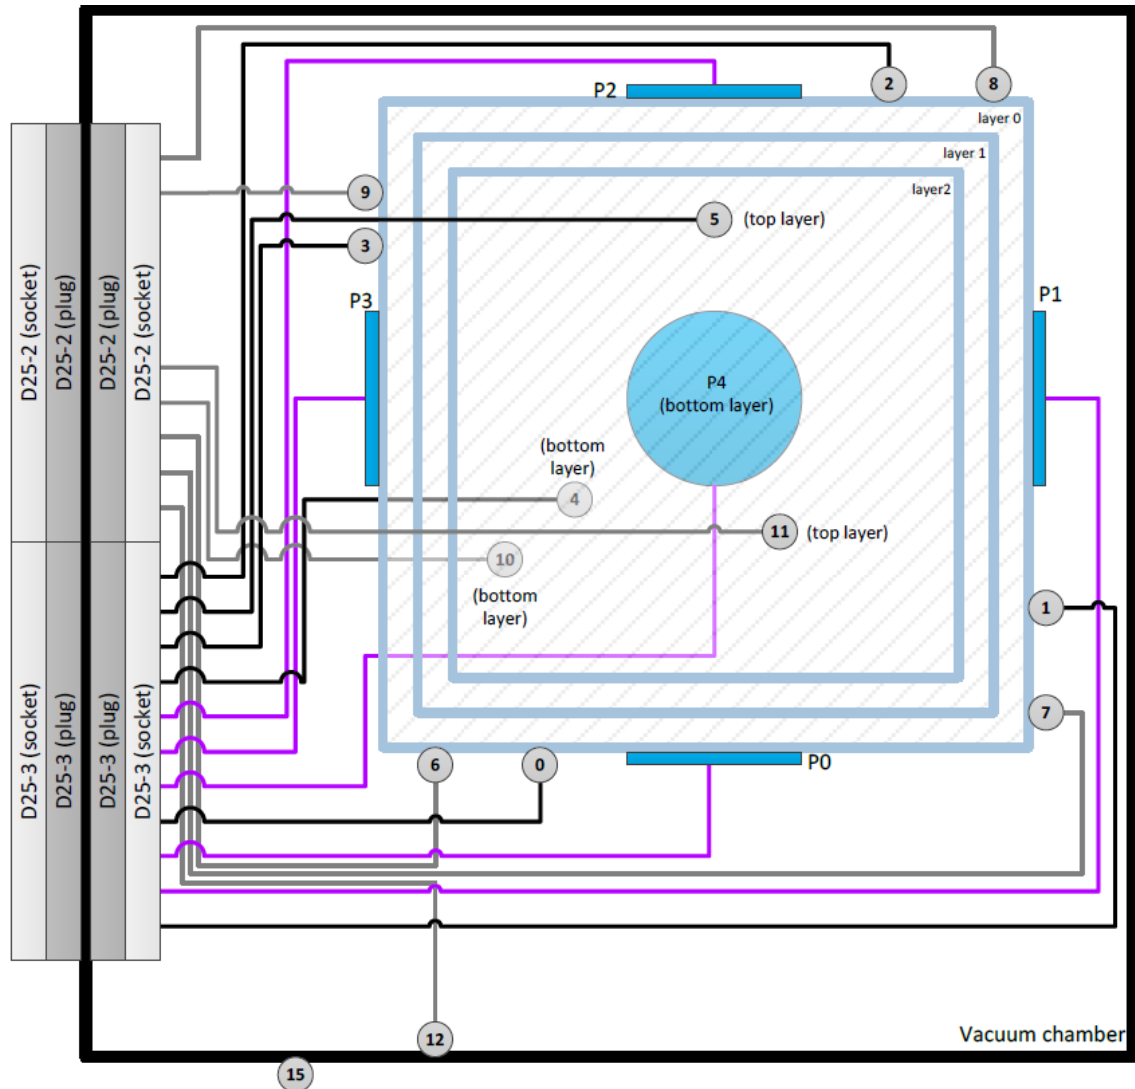 2
8
P2
layer 0
layer 1
layer2
9
5
(top layer)
3
D25-2 (socket)
D25-2 (plug)
D25-2 (plug)
D25-2 (socket)
P3
P1
P4
(bottom layer)
(bottom
layer)
4
11
(top layer)
10
(bottom
layer)
1
7
D25-3 (socket)
D25-3 (plug)
D25-3 (plug)
D25-3 (socket)
6
0
P0
12
Vacuum chamber
15